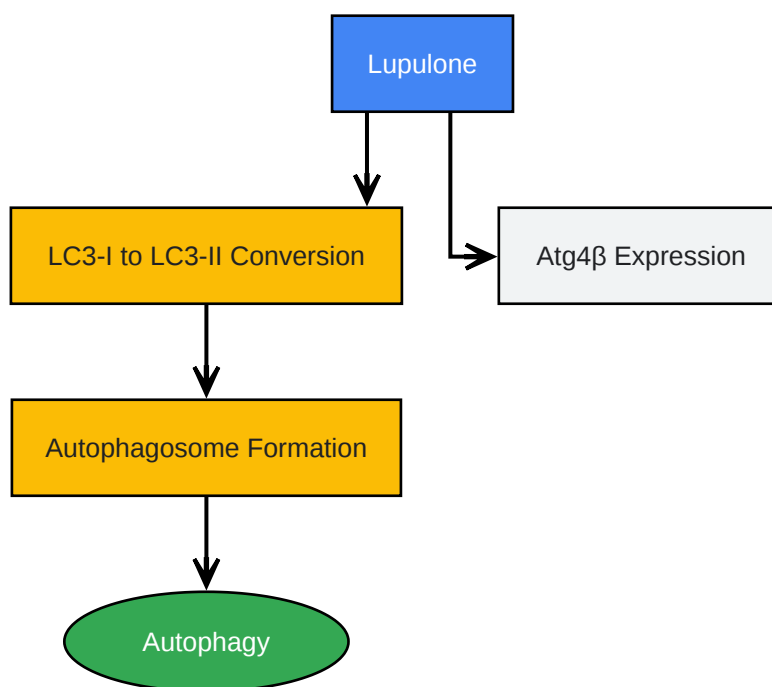 Lupulone
LC3-I to LC3-II Conversion
Atg4β Expression
Autophagosome Formation
Autophagy